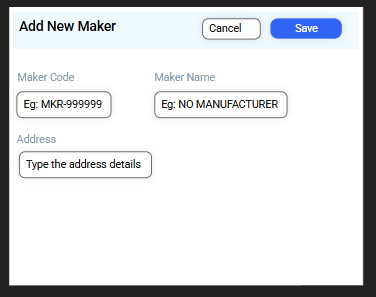 Add New Maker Cancel Save
Maker Code Maker Name
Eg: MKR-999999 Eg: NO MANUFACTURER
Address
Type the address details